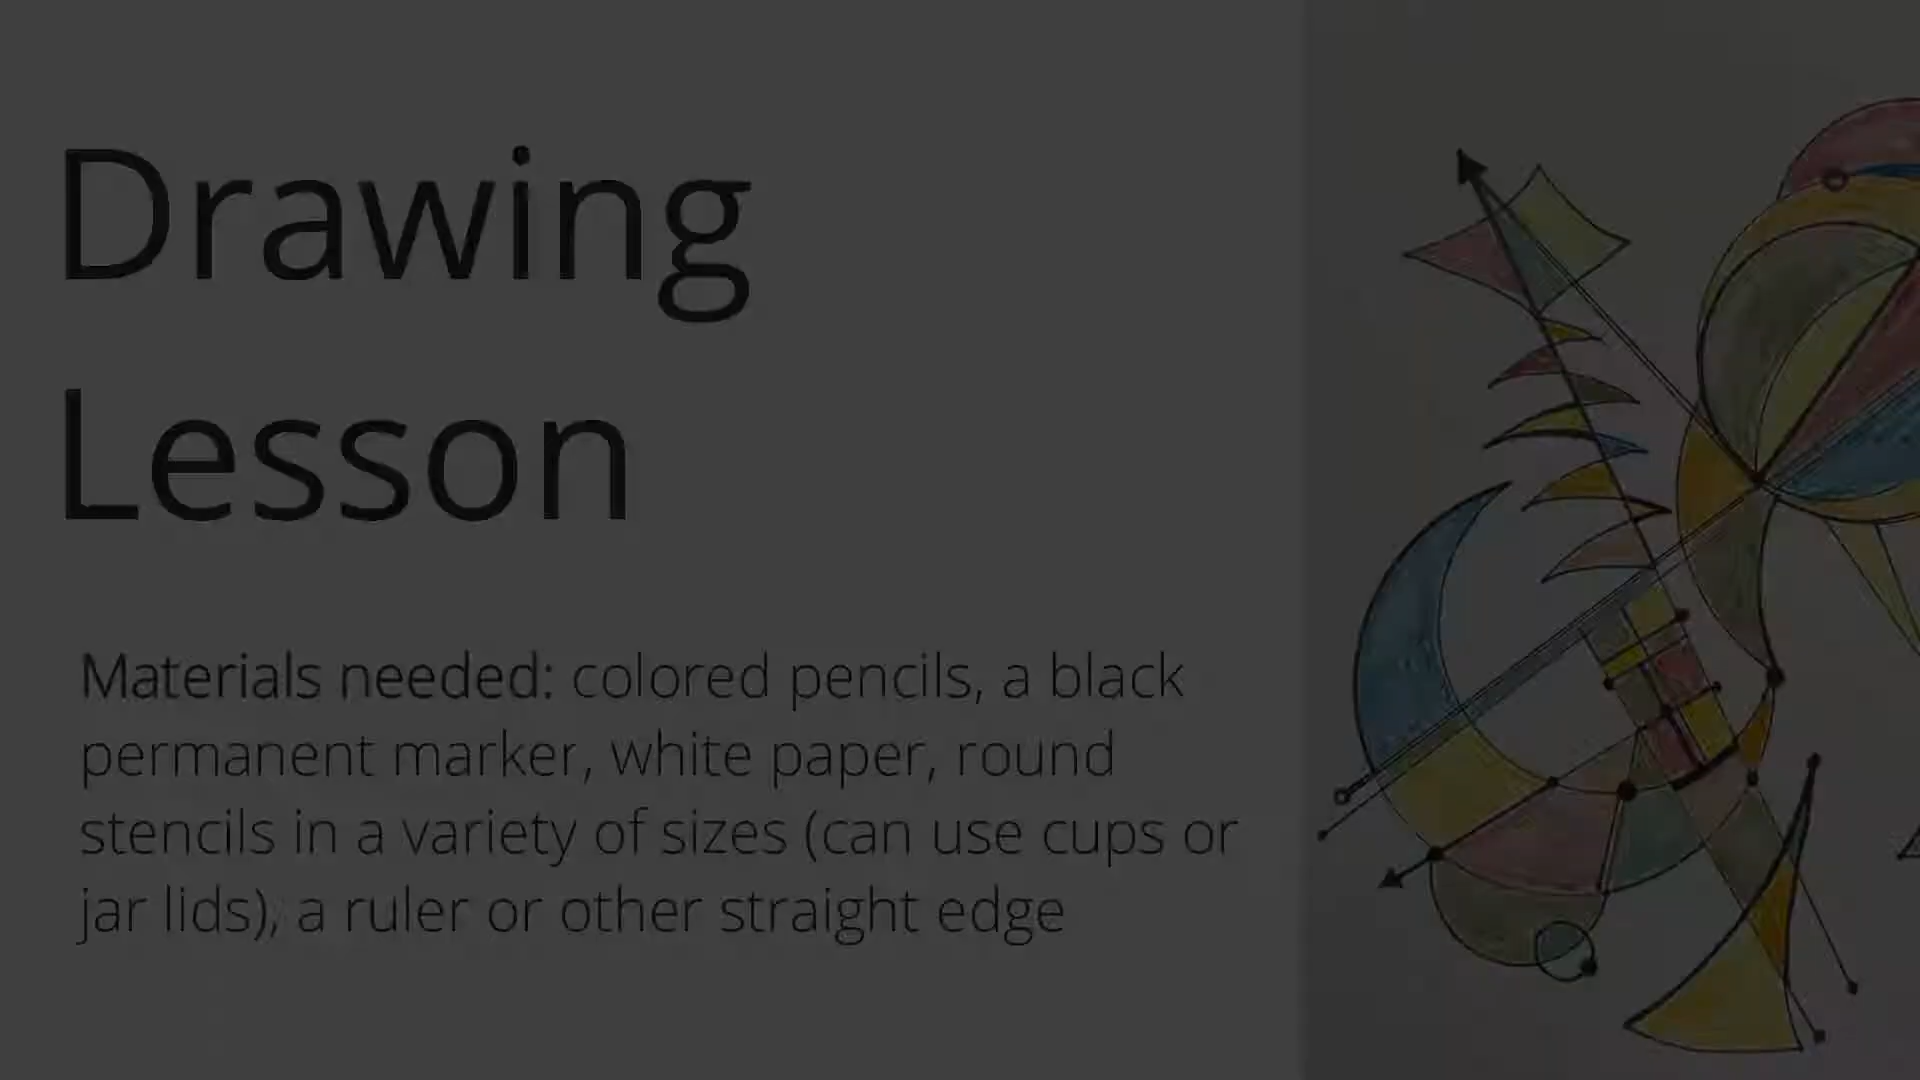 Drawing
Lesson
Materials needed: colored pencils, a black
permanent marker, white paper, round
stencils in a variety of sizes (can use cups or
jar lids), a ruler or other straight edge